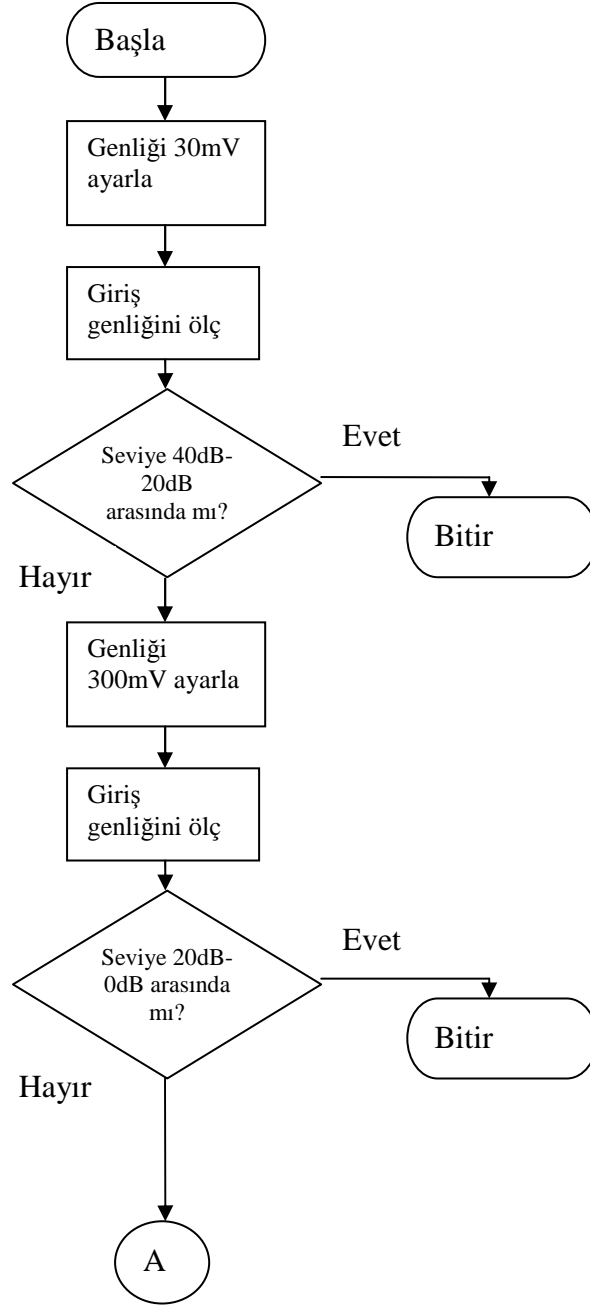 Başla
Genliği 30mV
ayarla
Giriş
genliğini ölç
Evet
Seviye 40dB-
20dB
arasında mı?
Bitir
Hayır
Genliği
300mV ayarla
Giriş
genliğini ölç
Evet
Seviye 20dB-
0dB arasında
mı?
Bitir
Hayır
A